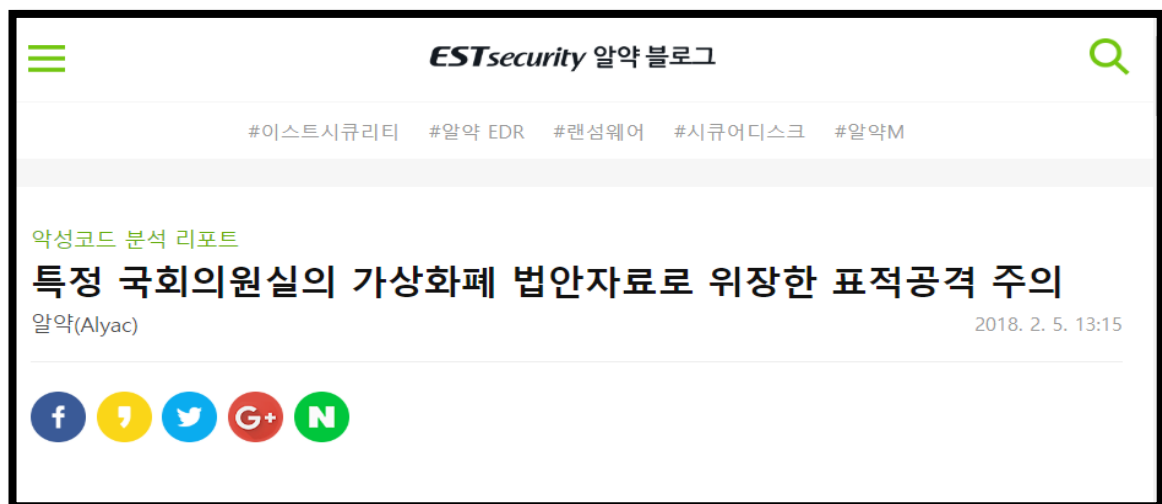 ESTsecurity 알약 블로그
#이스트시큐리티 #알약 EDR #랜섬웨어 #시큐어디스크 #알약M
악성코드 분석 리포트
특정 국회의원실의 가상화폐 법안자료로 위장한 표적공격 주의
알약(Alyac) 2018. 2. 5. 13:15
f , G+ N